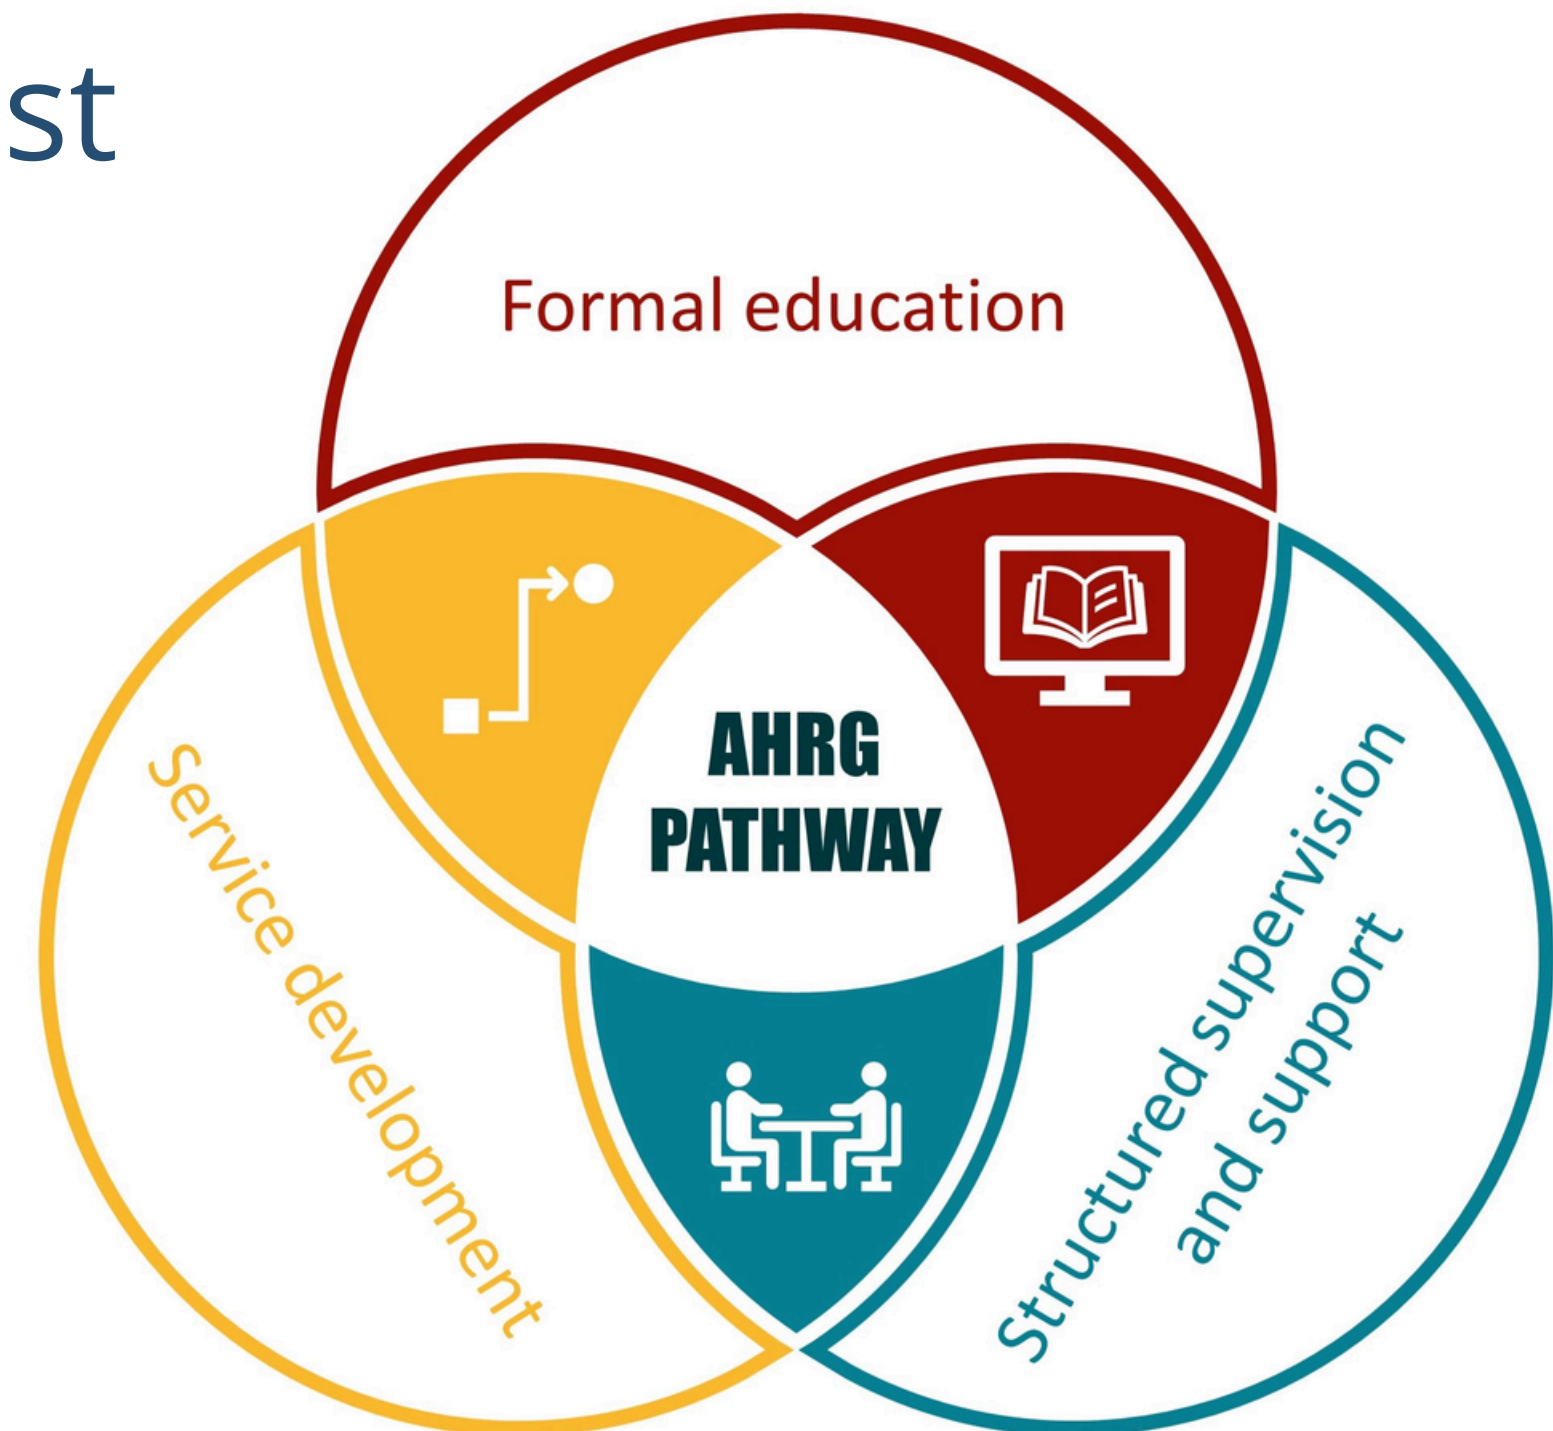 st
Formal education
AHRG
PATHWAY
Service development
Structured supervision
and support